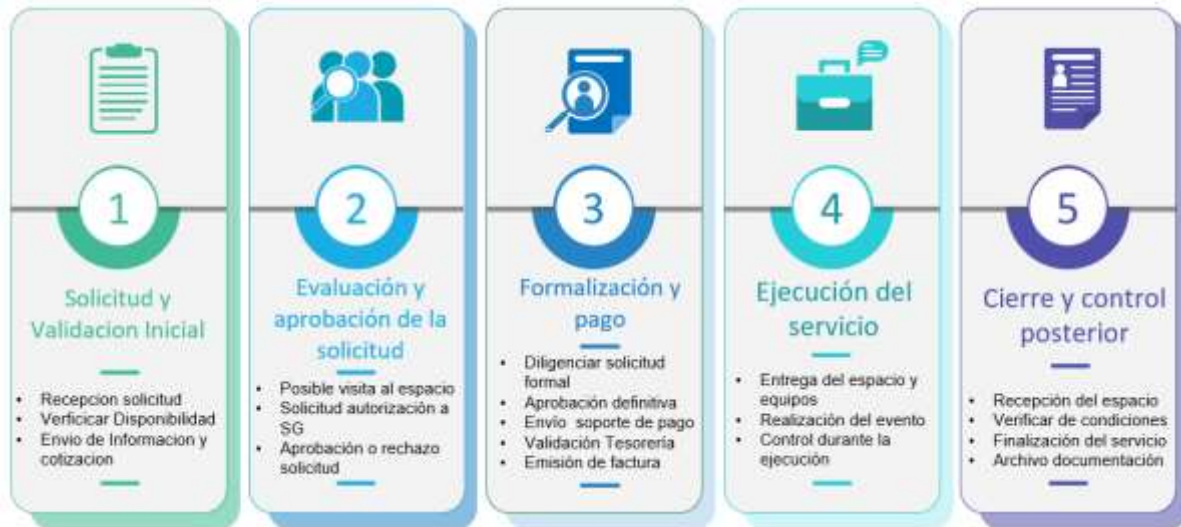 1
Solicitud y
Validacion Inicial
• Recepcion solicitud
• Verficicar Disponibilidad
• Envio de Informacion y
cotizacion
2
Evaluación y
aprobación de la
solicitud
• Posible visita al espacio
• Solicitud autorización a
SG
• Aprobación o rechazo
solicitud
3
Formalización y
pago
• Diligenciar solicitud
formal
• Aprobación definitiva
• Envío soporte de pago
• Validación Tesorería
• Emisión de factura
4
Ejecución del
servicio
• Entrega del espacio y
equipos
• Realización del evento
• Control durante la
ejecución
5
Cierre y control
posterior
• Recepción del espacio
• Verificar de condiciones
• Finalización del servicio
• Archivo documentación